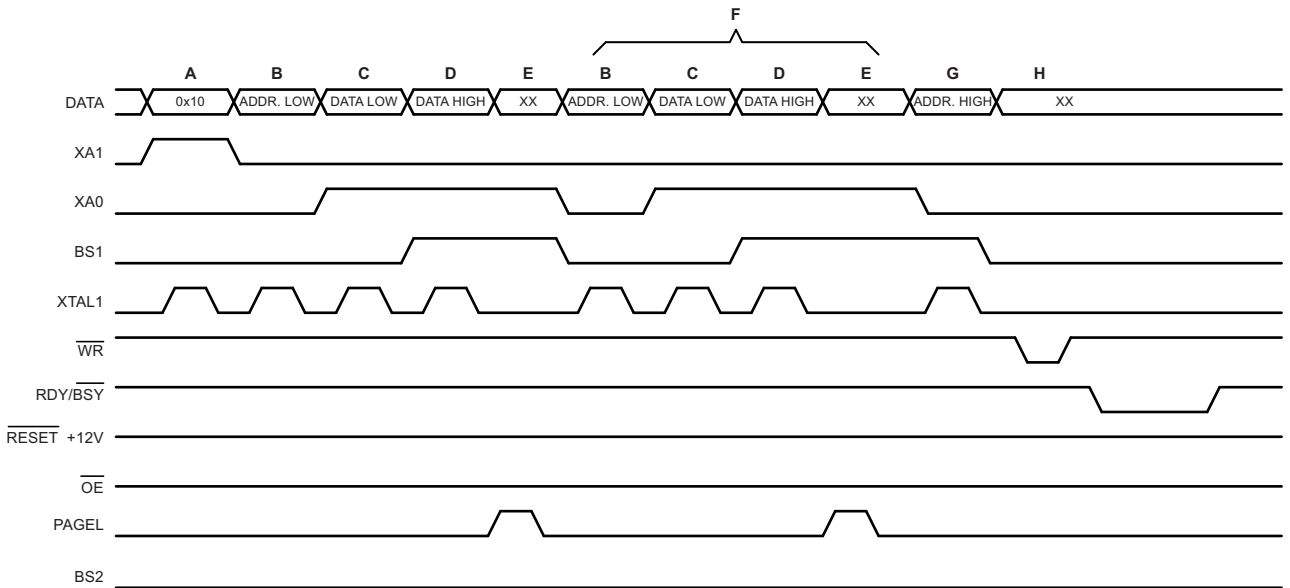 F
A B C D E B C D E G H
DATA 0x10 ADDR. LOW DATA LOW DATA HIGH XX ADDR. LOW DATA LOW DATA HIGH XX ADDR. HIGH XX
XA1
XA0
BS1
XTAL1
WR
RDY/BSY
RESET +12V
OE
PAGEL
BS2